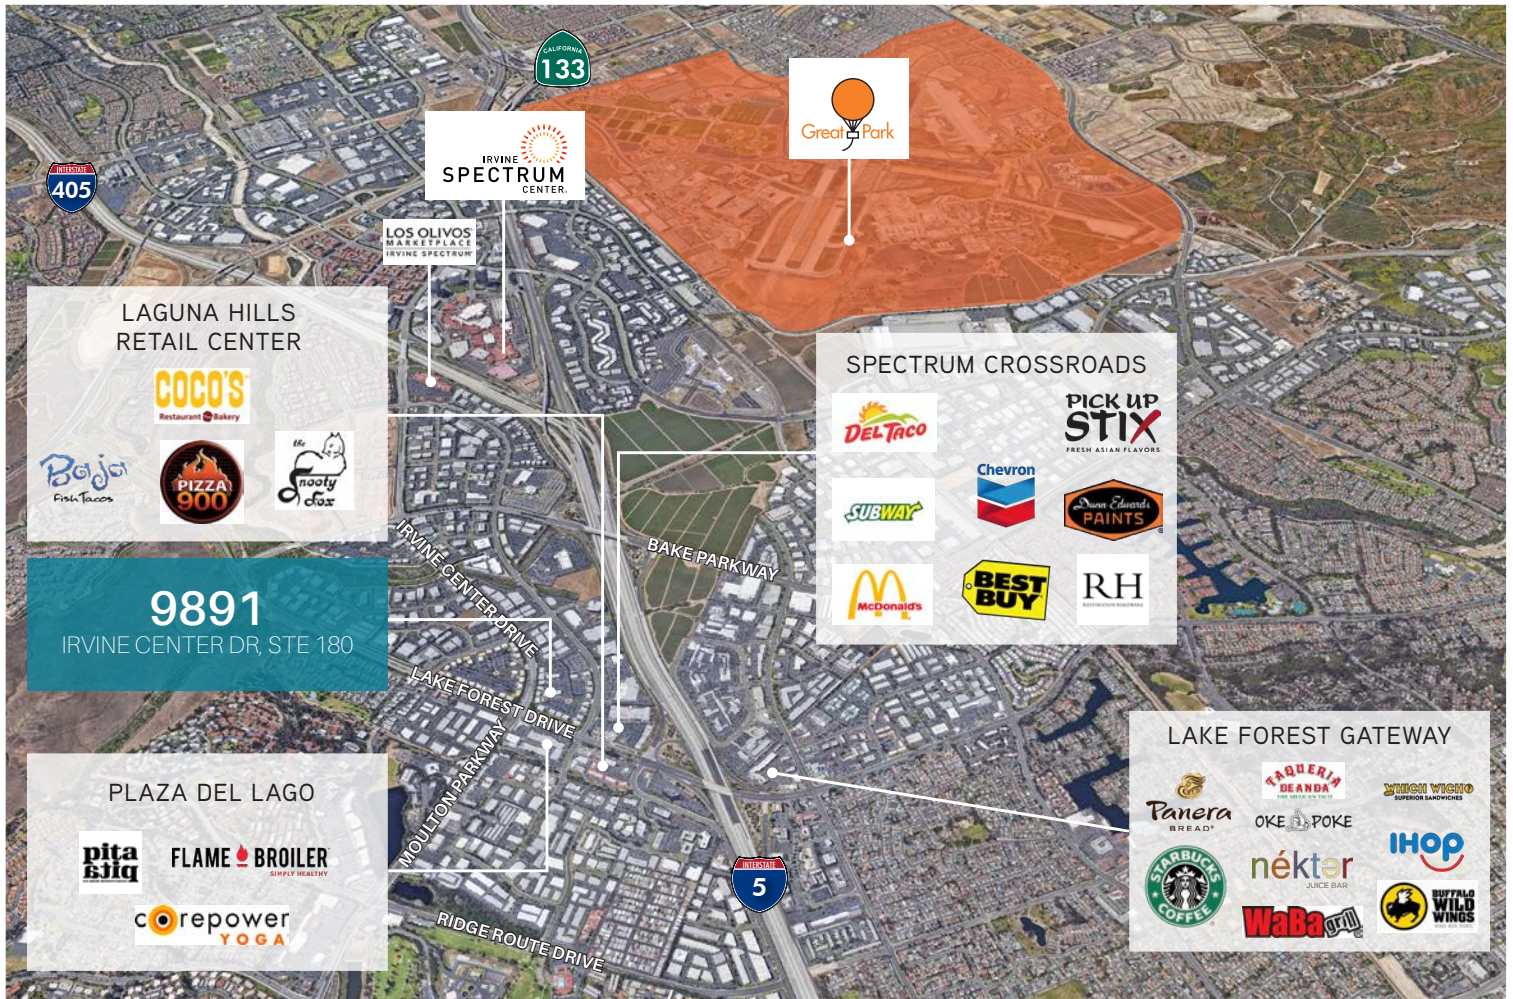 CALIFORNIA
133
INTERSTATE
405
IRVINE
SPECTRUM
CENTER
Great Park
LOS OLIVOS
MARKETPLACE
IRVINE SPECTRUM
LAGUNA HILLS
RETAIL CENTER
COCO'S
Restaurant Bakery
Baja
Fish Tacos
PIZZA
900
the
Snooty
Fox
9891
IRVINE CENTER DR, STE 180
PLAZA DEL LAGO
pita
pita
FLAME BROILER
SIMPLY HEALTHY
corepower
YOGA
IRVINE CENTER DRIVE
LAKE FOREST DRIVE
MOULTON PARKWAY
RIDGE ROUTE DRIVE
BAKE PARKWAY
INTERSTATE
5
SPECTRUM CROSSROADS
DEL TACO
PICK UP
STIX
FRESH ASIAN FLAVORS
Chevron
SUBWAY
Dunn-Edwards
PAINTS
McDonald's
BEST
BUY
RH
RESTORATION HARDWARE
LAKE FOREST GATEWAY
Panera
BREAD®
TAQUERIA
DE ANDA
WHICH WICH
SUPERIOR SANDWICHES
OKE POKE
IHOP
STARBUCKS
COFFEE
nékter
JUICE BAR
WaBa grill
BUFFALO
WILD
WINGS